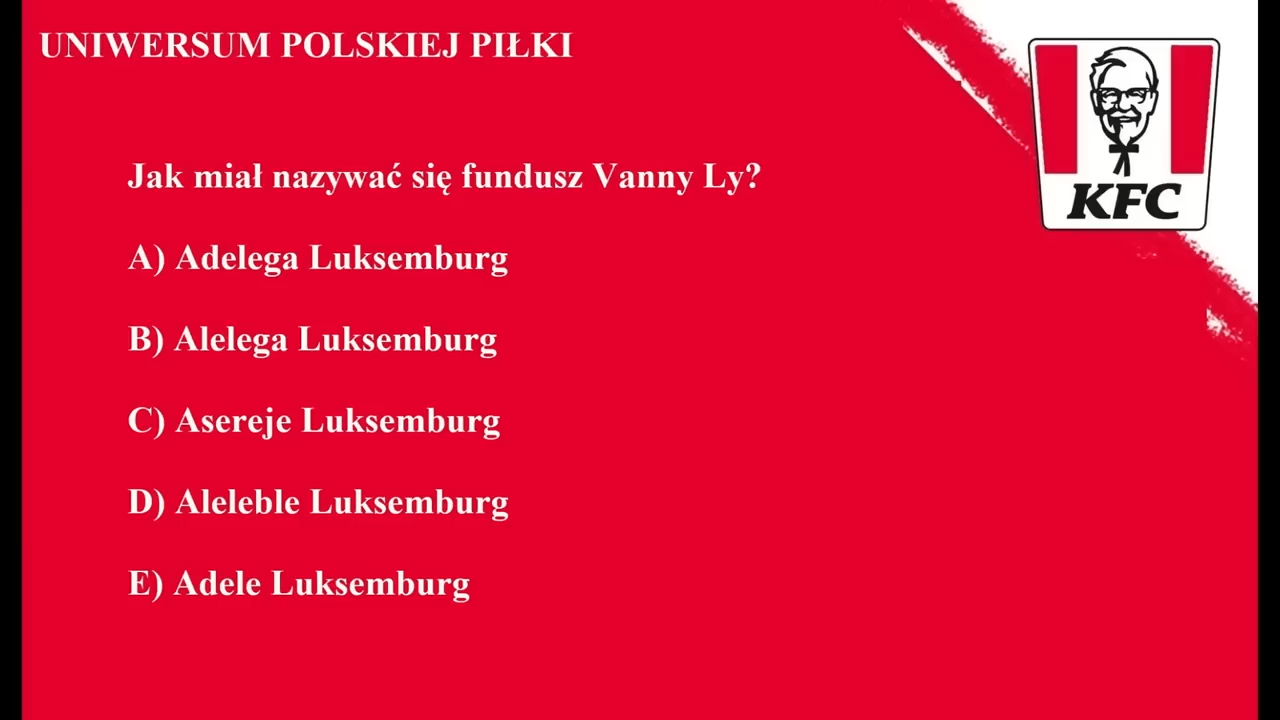 UNIWERSUM POLSKIEJ PIŁKI
Jak miał nazywać się fundusz Vanny Ly?
A) Adelega Luksemburg
B) Alelega Luksemburg
C) Asereje Luksemburg
D) Aleleble Luksemburg
E) Adele Luksemburg
KFC